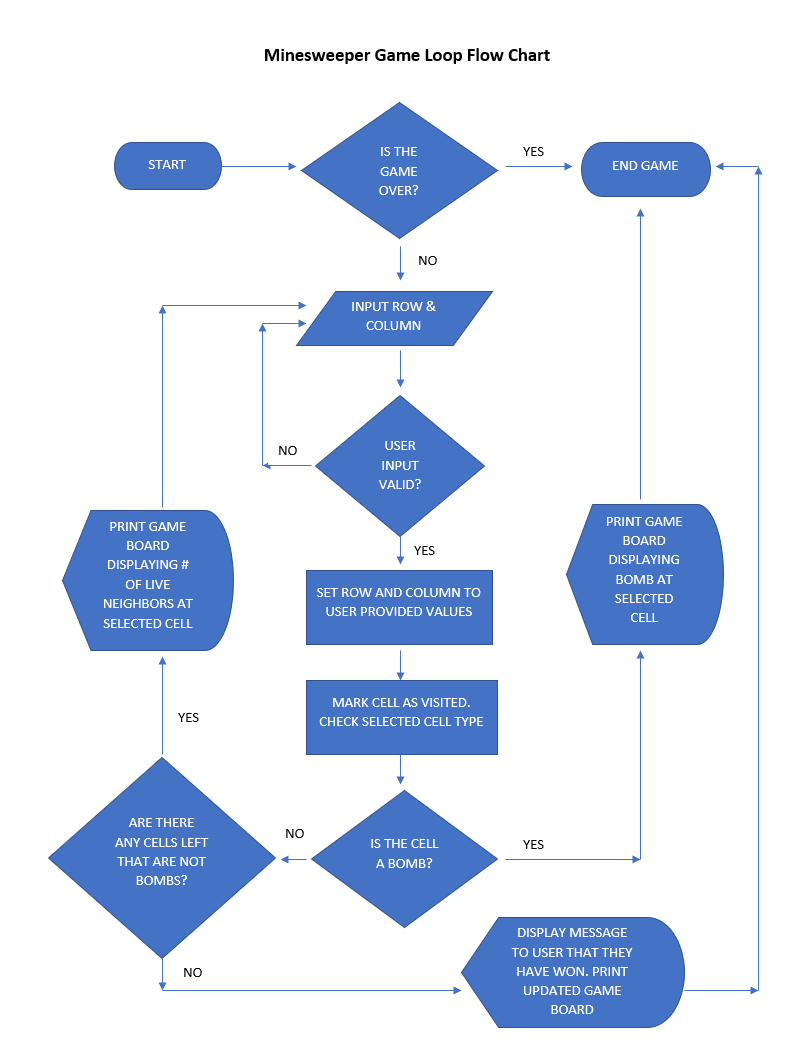 Minesweeper Game Loop Flow Chart
START
IS THE
GAME
OVER?
YES
END GAME
NO
INPUT ROW &
COLUMN
NO
USER
INPUT
VALID?
YES
PRINT GAME
BOARD
DISPLAYING #
OF LIVE
NEIGHBORS AT
SELECTED CELL
PRINT GAME
BOARD
DISPLAYING
BOMB AT
SELECTED
CELL
SET ROW AND COLUMN TO
USER PROVIDED VALUES
MARK CELL AS VISITED.
CHECK SELECTED CELL TYPE
YES
ARE THERE
ANY CELLS LEFT
THAT ARE NOT
BOMBS?
NO
IS THE CELL
A BOMB?
YES
NO
DISPLAY MESSAGE
TO USER THAT THEY
HAVE WON. PRINT
UPDATED GAME
BOARD